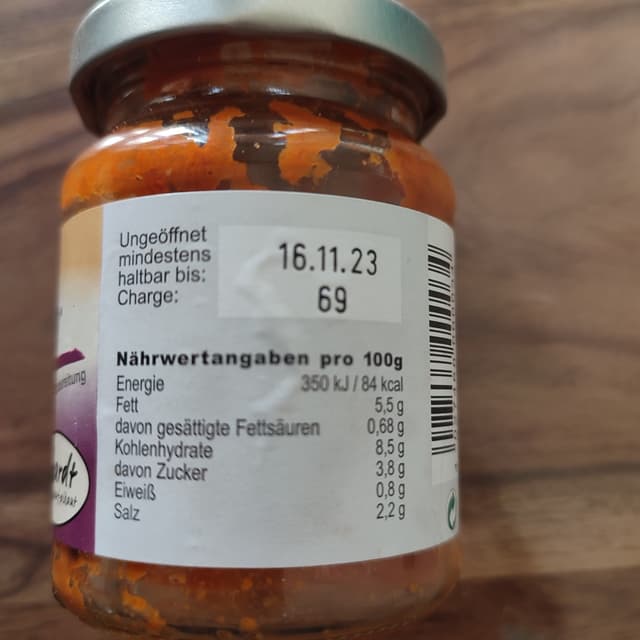 Ungeöffnet
mindestens
haltbar bis:
Charge:
16.11.23
69
Nährwertangaben pro 100g
Energie 350 kJ / 84 kcal
Fett 5,5 g
davon gesättigte Fettsäuren 0,68 g
Kohlenhydrate 8,5 g
davon Zucker 3,8 g
Eiweiß 0,8 g
Salz 2,2 g